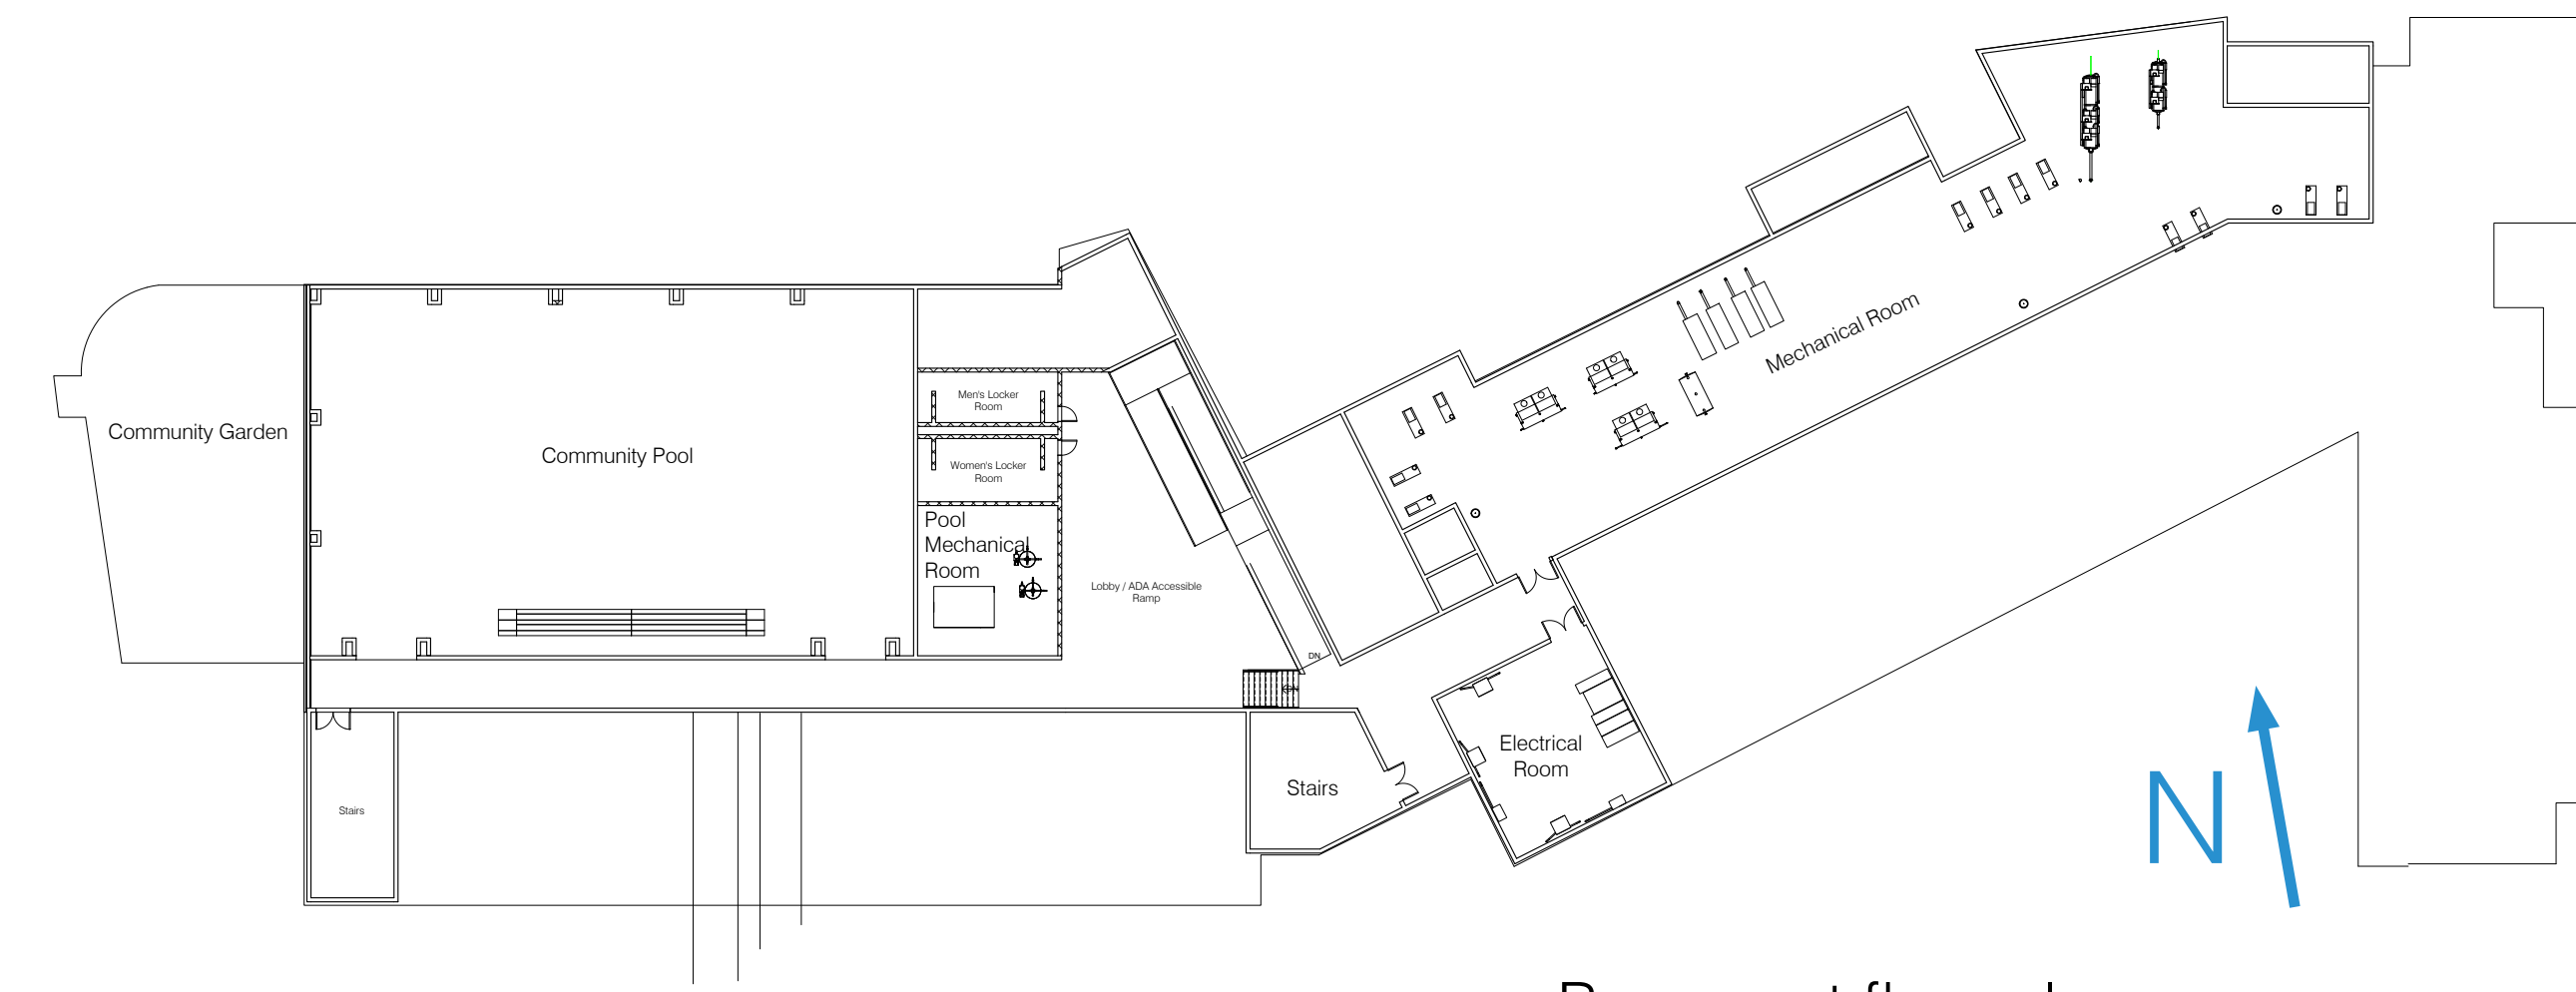 Community Garden
Community Pool
Men's Locker
Room
Women's Locker
Room
Pool
Mechanical
Room
Lobby / ADA Accessible
Ramp
DN
Mechanical Room
Electrical
Room
Stairs
Stairs
N